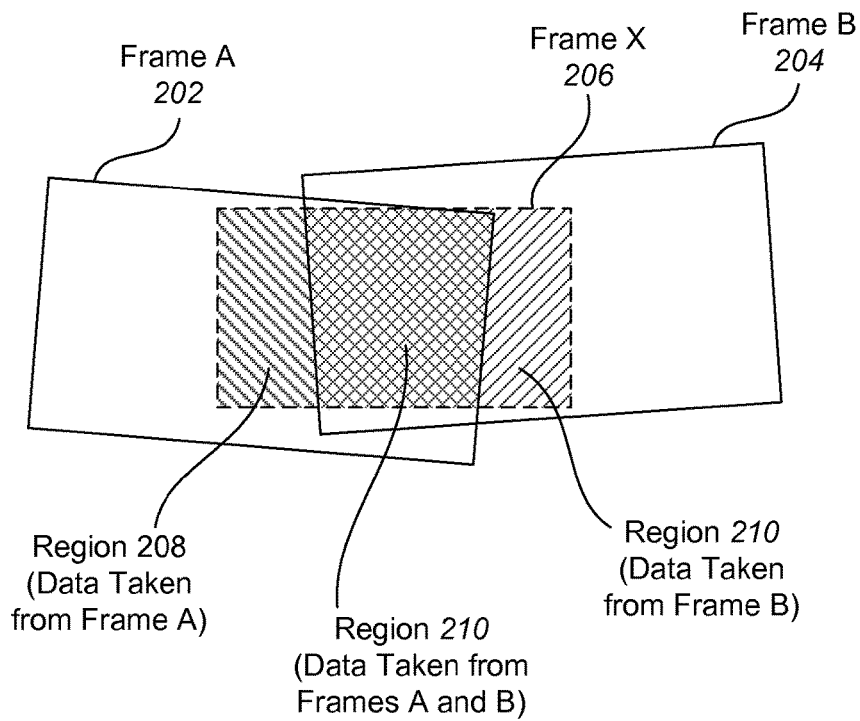 Frame A
202
Frame X
206
Frame B
204
Region 208
(Data Taken
from Frame A)
Region 210
(Data Taken from
Frames A and B)
Region 210
(Data Taken
from Frame B)